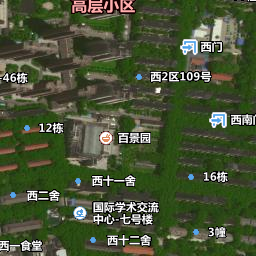 高层小区
西门
西2区109号
-46栋
西南门
12栋
百景园
西十一舍
16栋
西二舍
国际学术交流
中心-七号楼
3幢
西一食堂
西十二舍